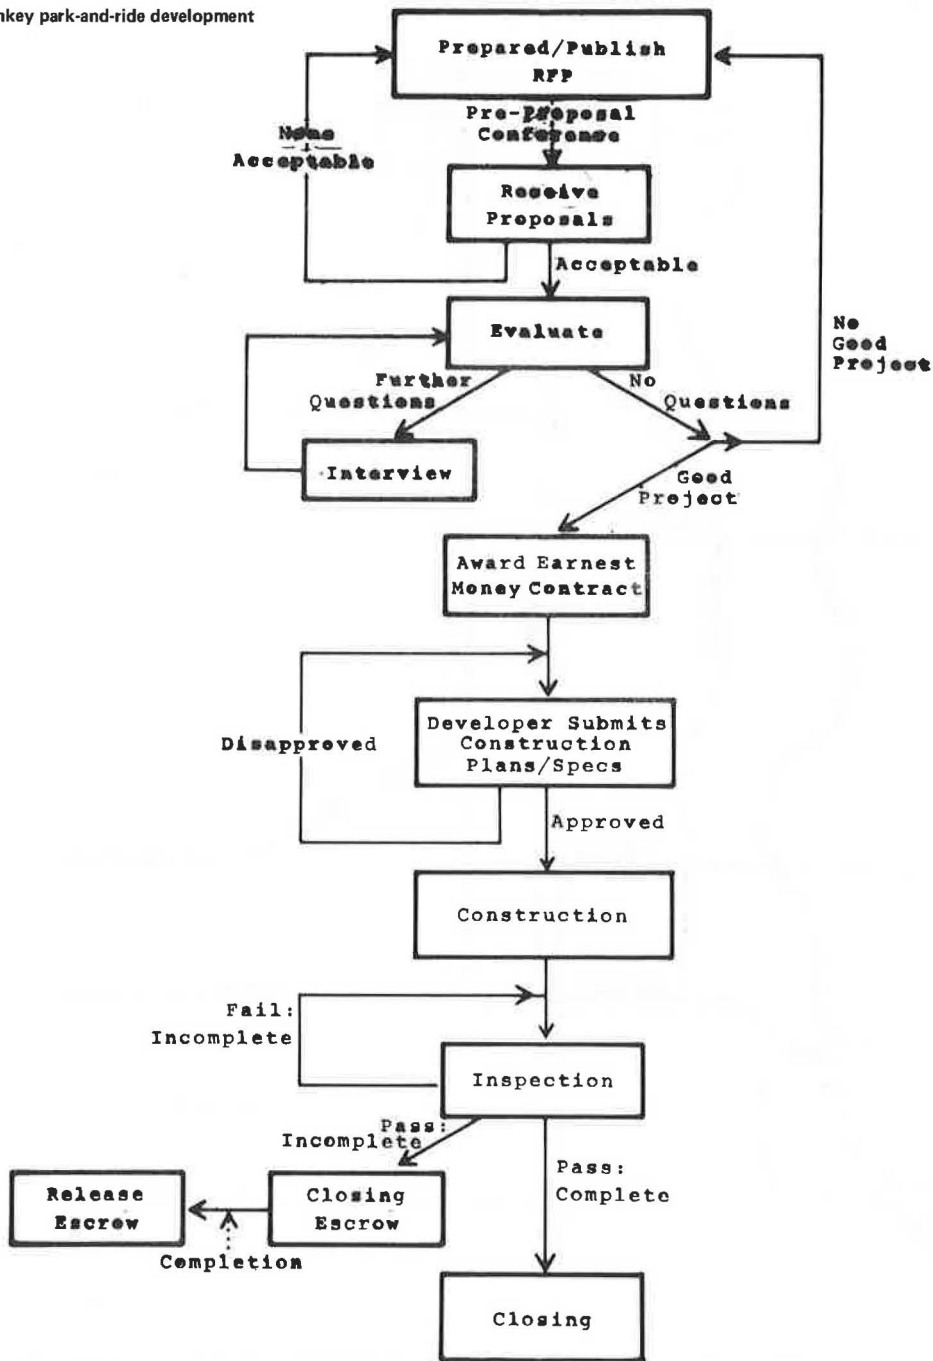 park-and-ride development
Prepared/Publish
RFP
Pre-Proposal
Conference
None
Acceptable
Receive
Proposals
Acceptable
Evaluate
No
Good
Project
Further
Questions
No
Questions
Interview
Good
Project
Award Earnest
Money Contract
Developer Submits
Construction
Plans/Specs
Disapproved
Approved
Construction
Fail:
Incomplete
Inspection
Pass:
Incomplete
Pass:
Complete
Release
Escrow
Closing
Escrow
Completion
Closing